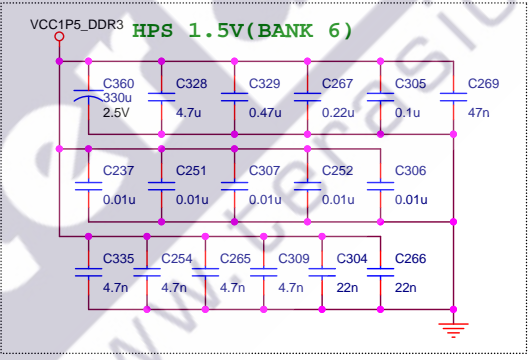 VCC1P5_DDR3 HPS 1.5V(BANK 6)
C360 C328 C329 C267 C305 C269
330u 4.7u 0.47u 0.22u 0.1u 47n
2.5V
C237 C251 C307 C252 C306
0.01u 0.01u 0.01u 0.01u 0.01u
C335 C254 C265 C309 C304 C266
4.7n 4.7n 4.7n 4.7n 22n 22n
www.terasic